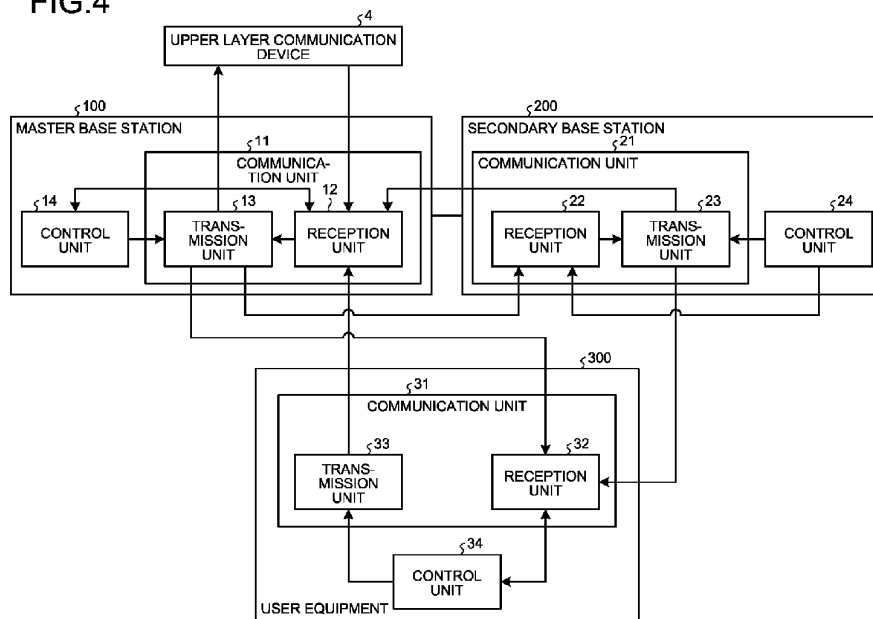 FIG.4
4
UPPER LAYER COMMUNICATION
DEVICE
100
MASTER BASE STATION
11
COMMUNICA-
TION UNIT
14
CONTROL
UNIT
13
TRANS-
MISSION
UNIT
12
RECEPTION
UNIT
200
SECONDARY BASE STATION
21
COMMUNICATION UNIT
22
RECEPTION
UNIT
23
TRANS-
MISSION
UNIT
24
CONTROL
UNIT
300
31
COMMUNICATION UNIT
33
TRANS-
MISSION
UNIT
32
RECEPTION
UNIT
34
CONTROL
UNIT
USER EQUIPMENT